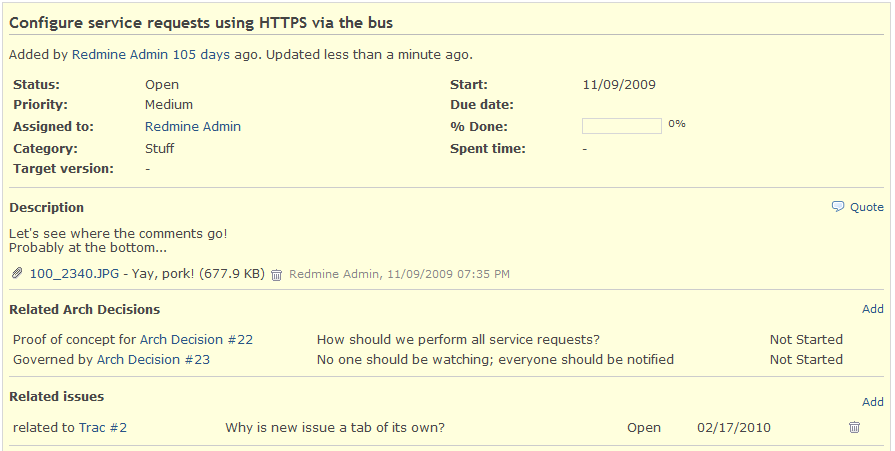 Configure service requests using HTTPS via the bus
Added by Redmine Admin 105 days ago. Updated less than a minute ago.
Status: Open Start: 11/09/2009
Priority: Medium Due date:
Assigned to: Redmine Admin % Done: 0%
Category: Stuff Spent time: -
Target version: -
Description Quote
Let's see where the comments go!
Probably at the bottom...
100_2340.JPG - Yay, pork! (677.9 KB) Redmine Admin, 11/09/2009 07:35 PM
Related Arch Decisions Add
Proof of concept for Arch Decision #22 How should we perform all service requests? Not Started
Governed by Arch Decision #23 No one should be watching; everyone should be notified Not Started
Related issues Add
related to Trac #2 Why is new issue a tab of its own? Open 02/17/2010